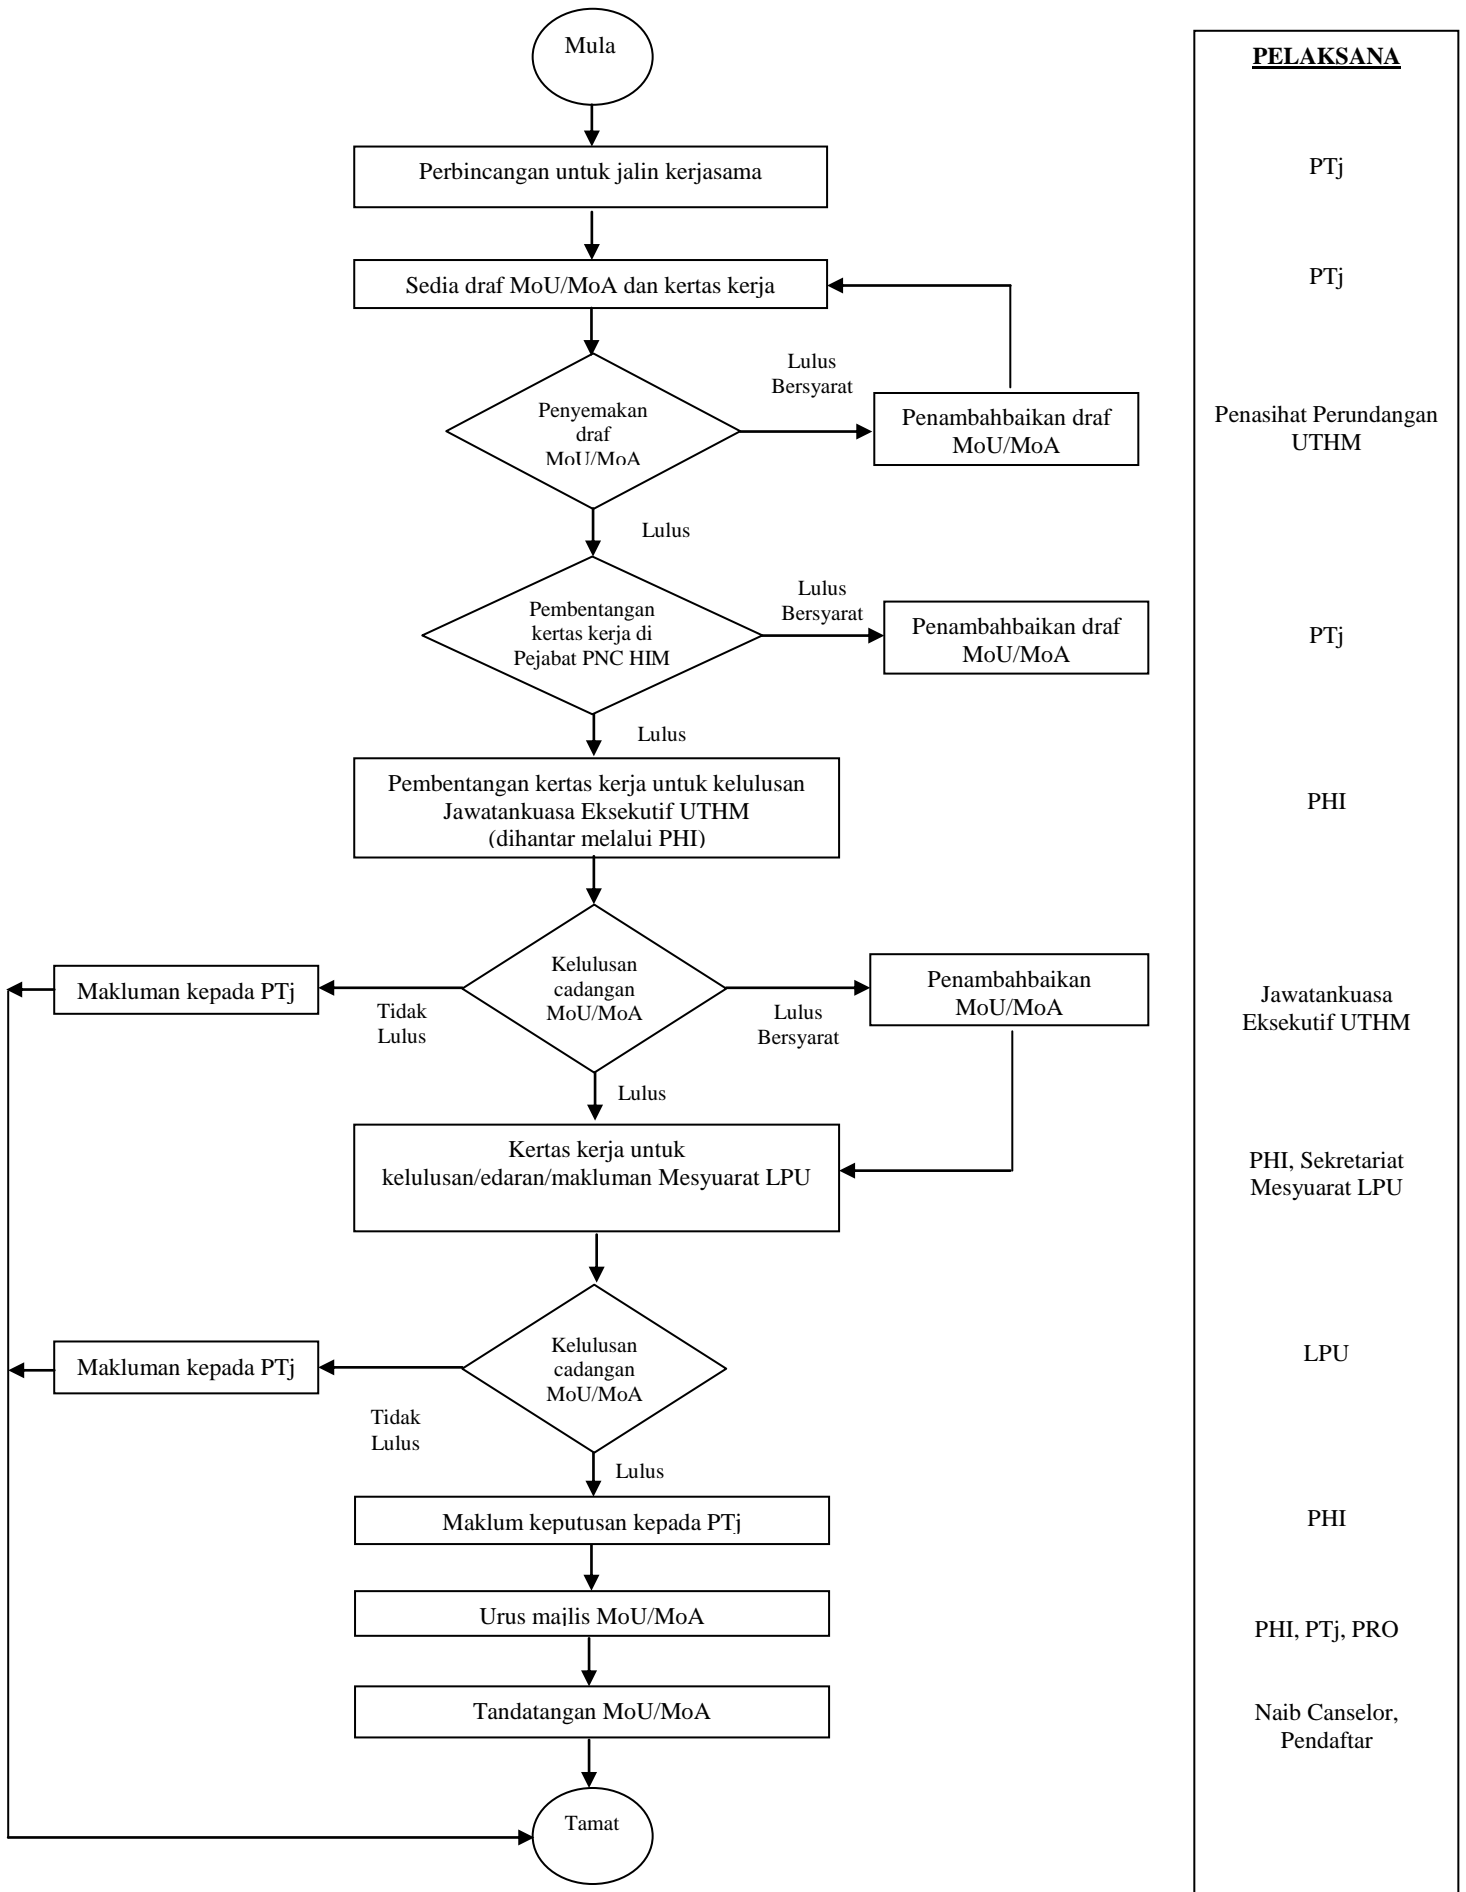 Mula
PELAKSANA
Perbincangan untuk jalin kerjasama
PTj
Sedia draf MoU/MoA dan kertas kerja
PTj
Lulus
Bersyarat
Penyemakan
draf
MoU/MoA
Penambahbaikan draf
MoU/MoA
Penasihat Perundangan
UTHM
Lulus
Lulus
Bersyarat
Pembentangan
kertas kerja di
Pejabat PNC HIM
Penambahbaikan draf
MoU/MoA
PTj
Lulus
Pembentangan kertas kerja untuk kelulusan
Jawatankuasa Eksekutif UTHM
(dihantar melalui PHI)
PHI
Makluman kepada PTj
Tidak
Lulus
Kelulusan
cadangan
MoU/MoA
Lulus
Bersyarat
Penambahbaikan
MoU/MoA
Jawatankuasa
Eksekutif UTHM
Lulus
Kertas kerja untuk
kelulusan/edaran/makluman Mesyuarat LPU
PHI, Sekretariat
Mesyuarat LPU
Makluman kepada PTj
Tidak
Lulus
Kelulusan
cadangan
MoU/MoA
LPU
Lulus
Maklum keputusan kepada PTj
PHI
Urus majlis MoU/MoA
PHI, PTj, PRO
Tandatangan MoU/MoA
Naib Canselor,
Pendaftar
Tamat